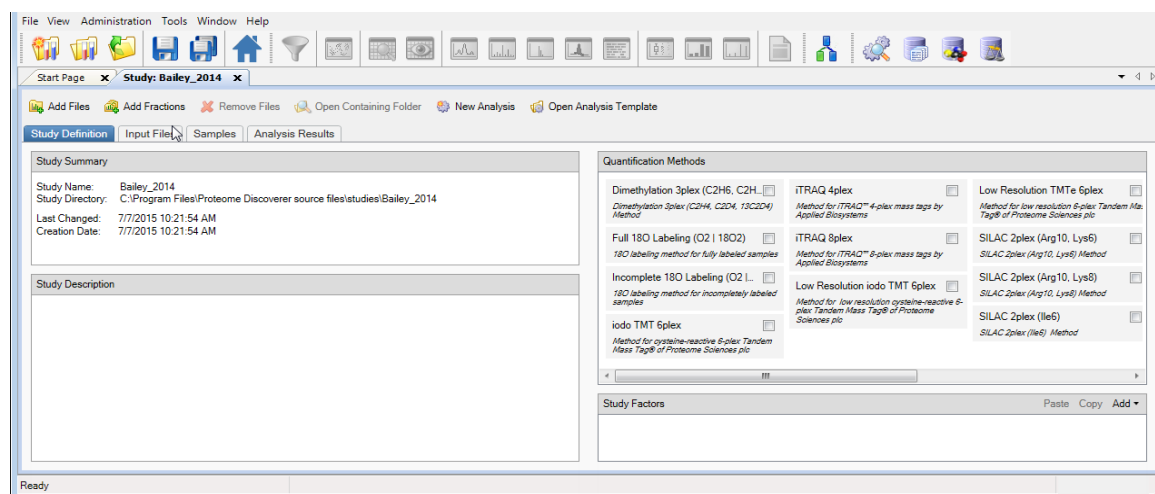 File View Administration Tools Window Help
Start Page x Study: Bailey_2014 x
Add Files Add Fractions Remove Files Open Containing Folder New Analysis Open Analysis Template
Study Definition Input Files Samples Analysis Results
Study Summary
Study Name: Bailey_2014
Study Directory: C:\Program Files\Proteome Discoverer source files\studies\Bailey_2014
Last Changed: 7/7/2015 10:21:54 AM
Creation Date: 7/7/2015 10:21:54 AM
Study Description
Quantification Methods
Dimethylation 3plex (C2H6, C2H...
Dimethylation 3plex (C2H4, C2D4, 13C2D4)
Method
Full 18O Labeling (O2 | 18O2)
18O labeling method for fully labeled samples
Incomplete 18O Labeling (O2 |...
18O labeling method for incompletely labeled
samples
iodo TMT 6plex
Method for cysteine-reactive 6-plex Tandem
Mass Tag® of Proteome Sciences plc
iTRAQ 4plex
Method for iTRAQ™ 4-plex mass tags by
Applied Biosystems
iTRAQ 8plex
Method for iTRAQ™ 8-plex mass tags by
Applied Biosystems
Low Resolution iodo TMT 6plex
Method for low resolution cysteine-reactive 6-
plex Tandem Mass Tag® of Proteome
Sciences plc
Low Resolution TMTe 6plex
Method for low resolution 6-plex Tandem Ma
Tag® of Proteome Sciences plc
SILAC 2plex (Arg10, Lys6)
SILAC 2plex (Arg10, Lys6) Method
SILAC 2plex (Arg10, Lys8)
SILAC 2plex (Arg10, Lys8) Method
SILAC 2plex (Ile6)
SILAC 2plex (Ile6) Method
Study Factors Paste Copy Add
Ready